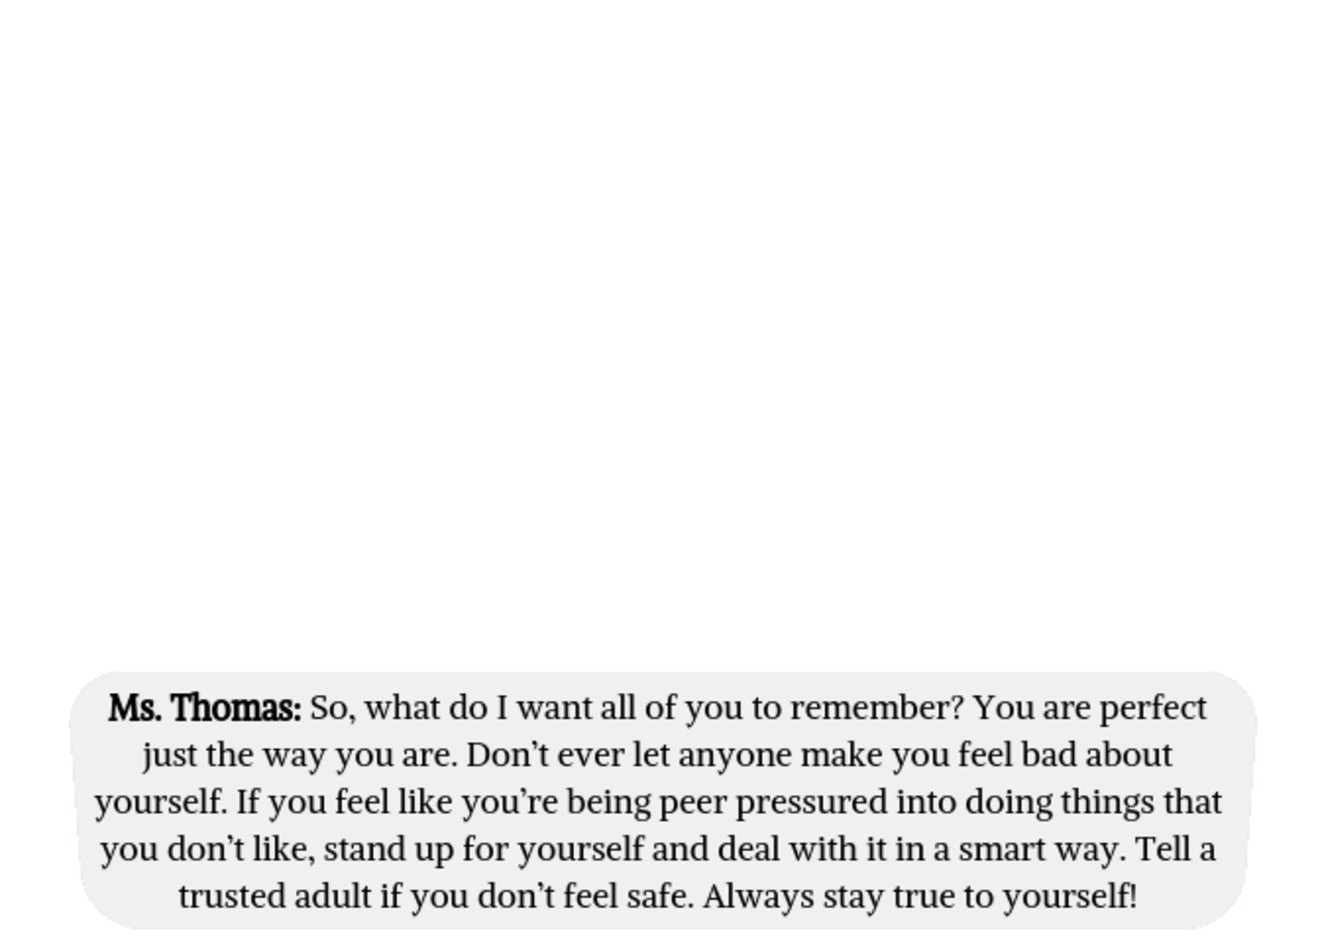 Ms. Thomas: So, what do I want all of you to remember? You are perfect
just the way you are. Don’t ever let anyone make you feel bad about
yourself. If you feel like you’re being peer pressured into doing things that
you don’t like, stand up for yourself and deal with it in a smart way. Tell a
trusted adult if you don’t feel safe. Always stay true to yourself!